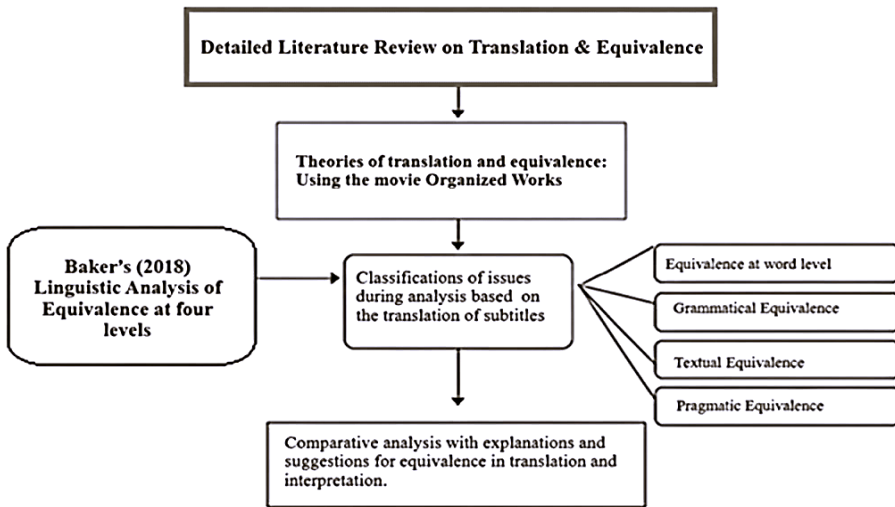 Detailed Literature Review on Translation & Equivalence
Theories of translation and equivalence:
Using the movie Organized Works
Baker's (2018)
Linguistic Analysis of
Equivalence at four
levels
Classifications of issues
during analysis based on
the translation of subtitles
Equivalence at word level
Grammatical Equivalence
Textual Equivalence
Pragmatic Equivalence
Comparative analysis with explanations and
suggestions for equivalence in translation and
interpretation.